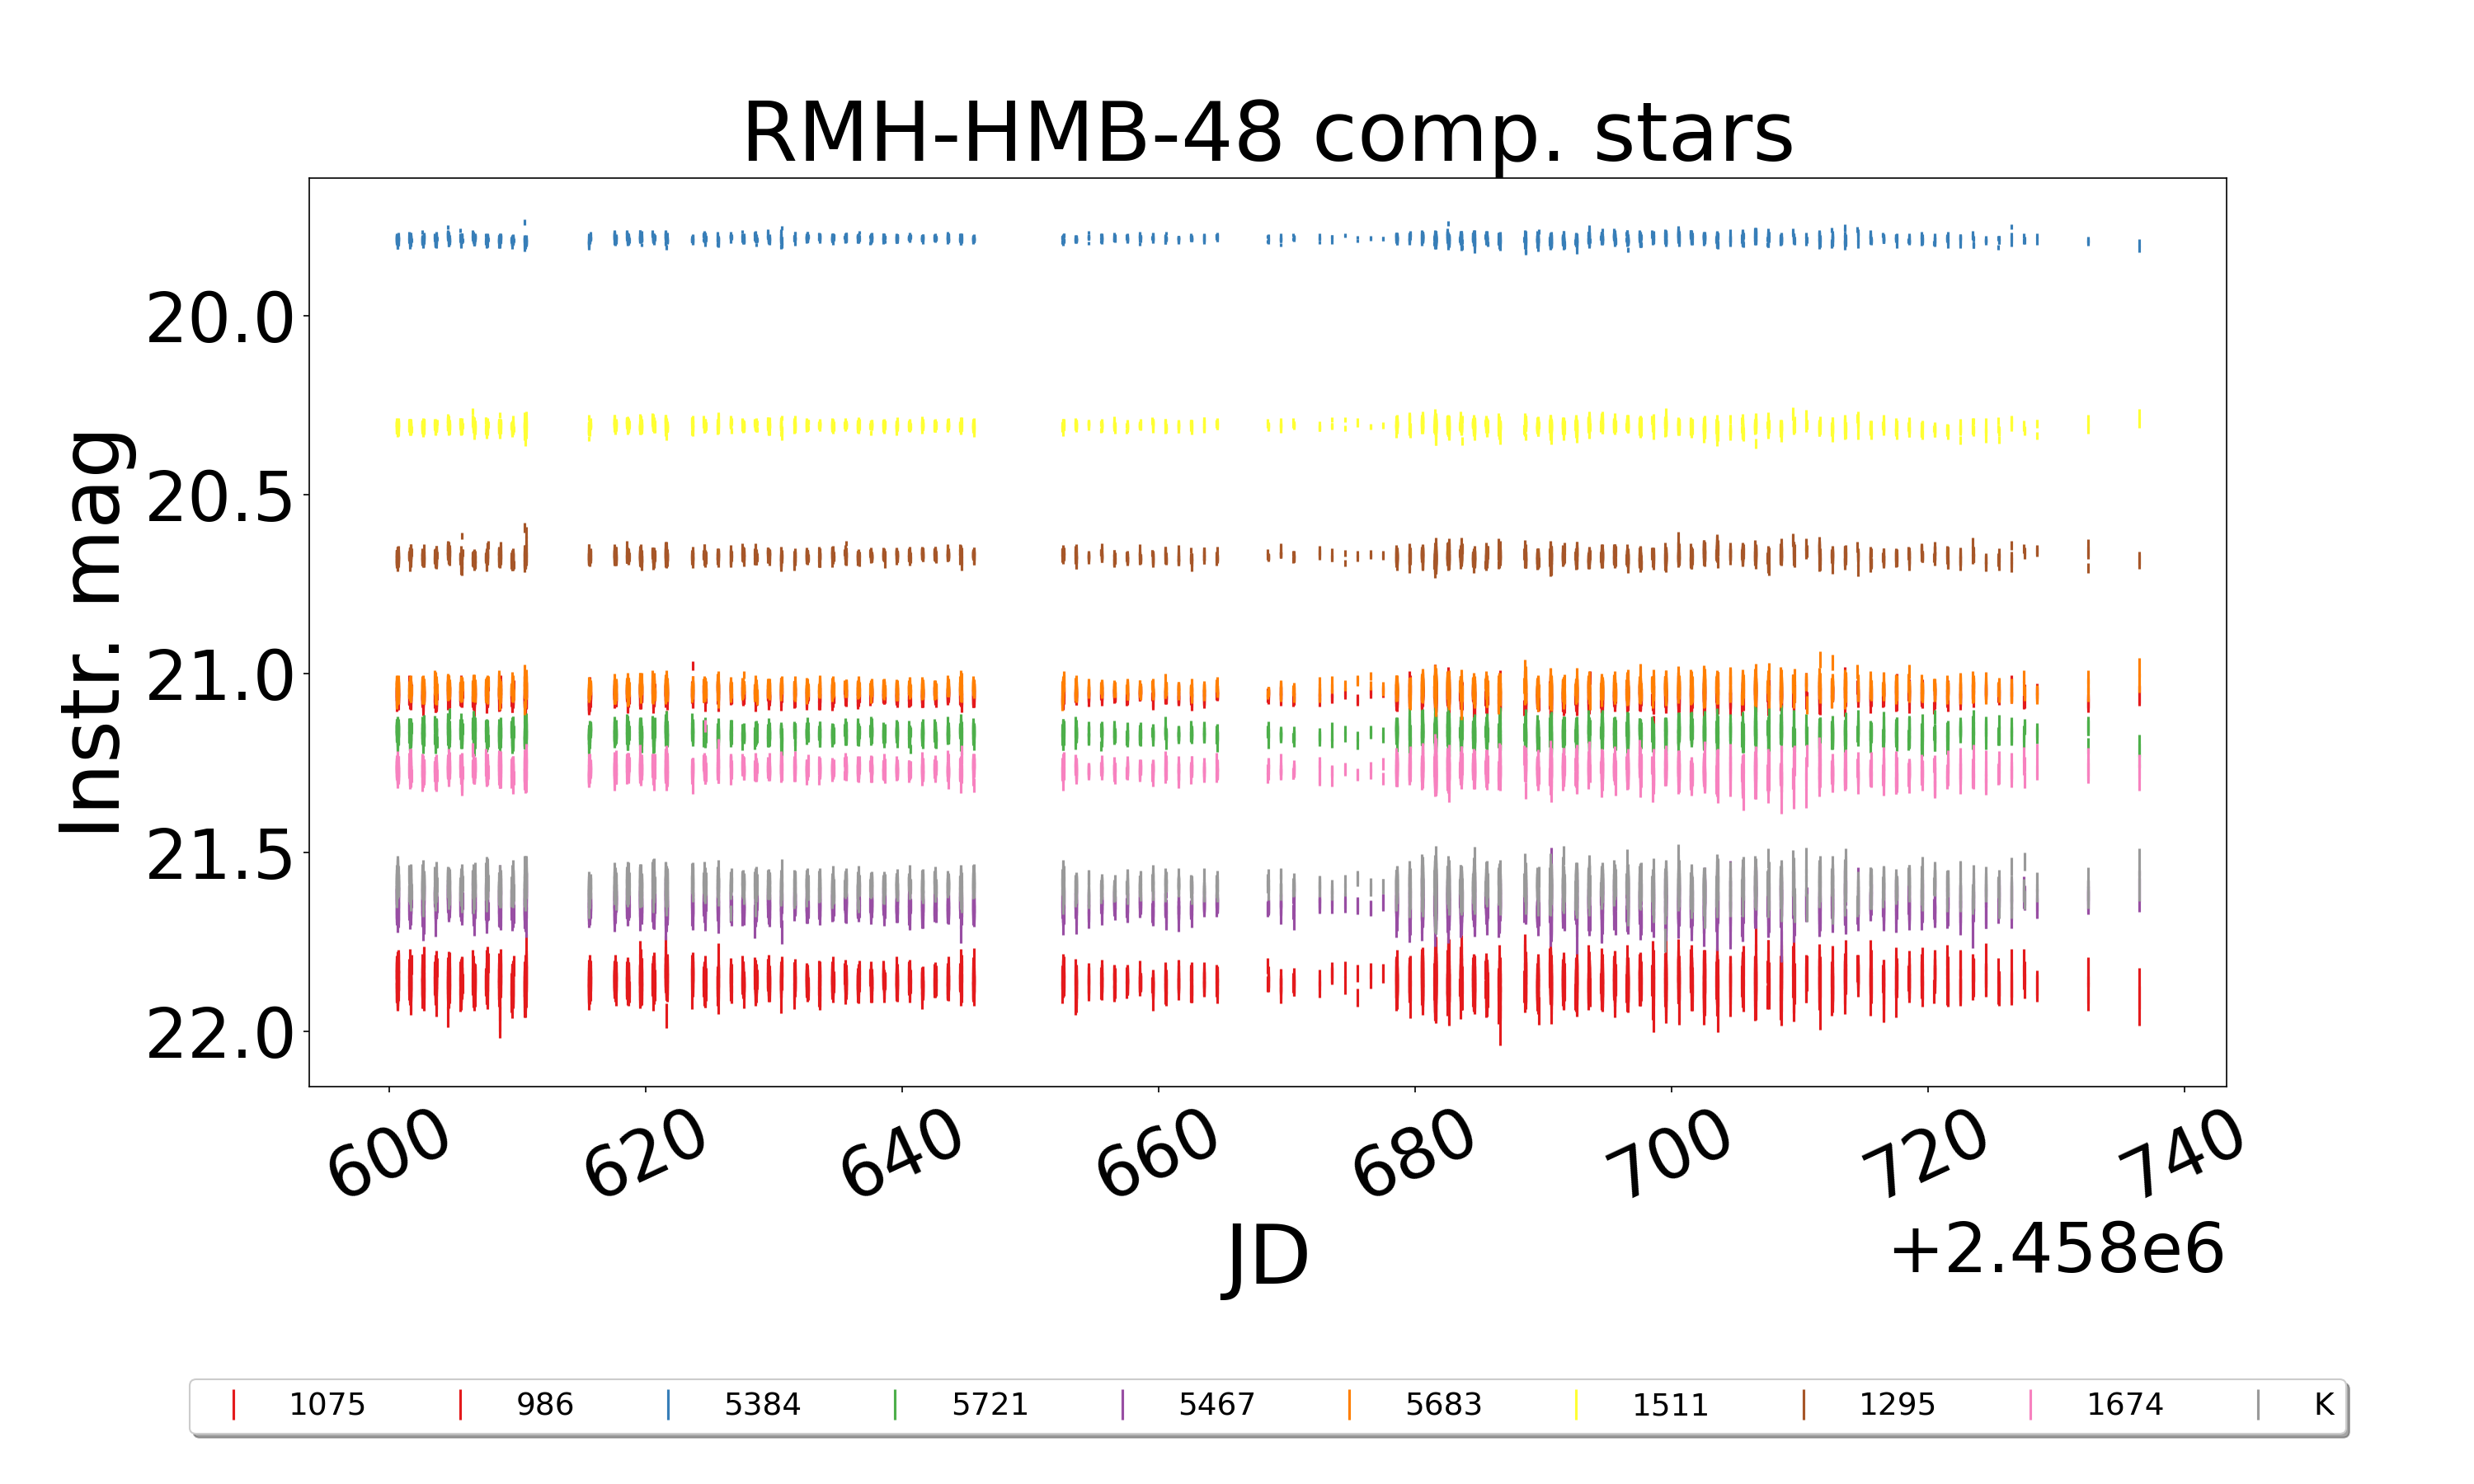 RMH-HMB-48 comp. stars
Instr. mag
20.0
20.5
21.0
21.5
22.0
600 620 640 660 680 700 720 740
JD
+2.458e6
1075 986 5384 5721 5467 5683 1511 1295 1674 K